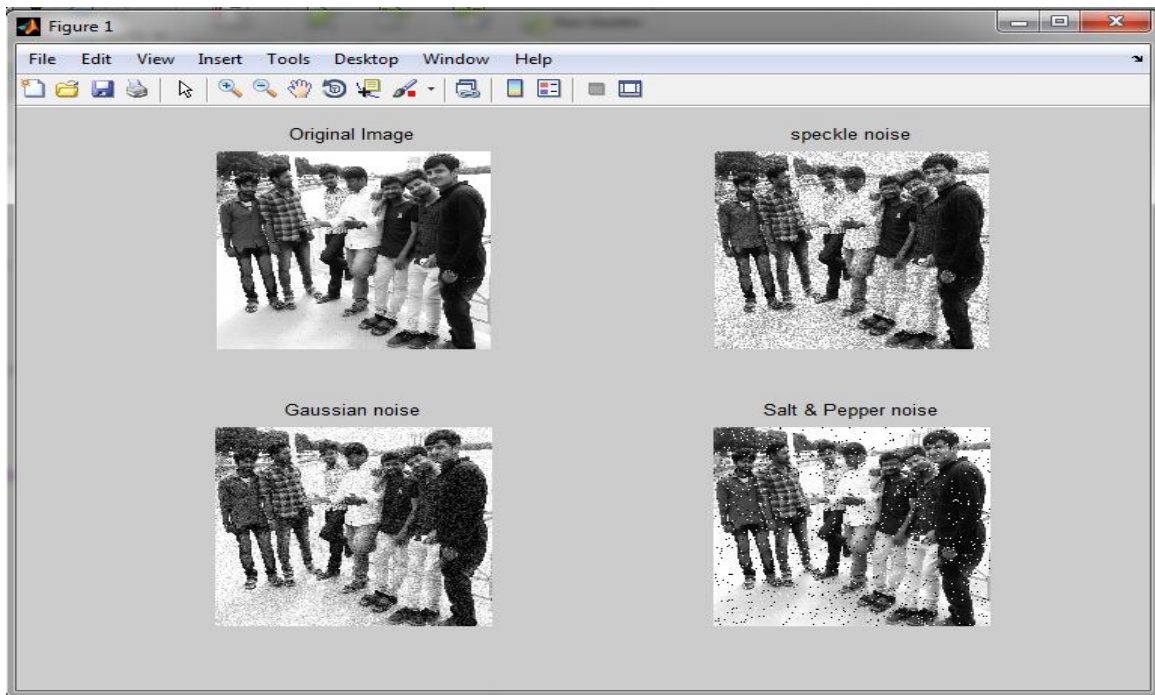 Figure 1
File Edit View Insert Tools Desktop Window Help
Original Image
speckle noise
Gaussian noise
Salt & Pepper noise